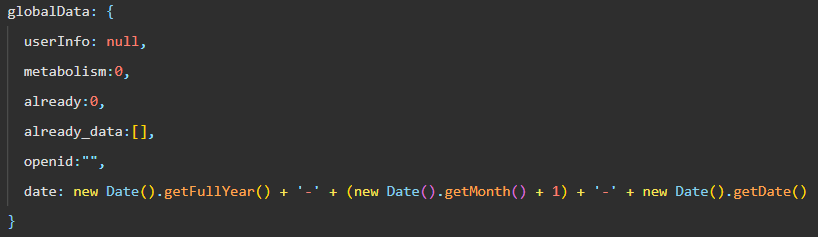 globalData: {
userInfo: null,
metabolism:0,
already:0,
already_data:[],
openid:"",
date: new Date().getFullYear() + '-' + (new Date().getMonth() + 1) + '-' + new Date().getDate()
}